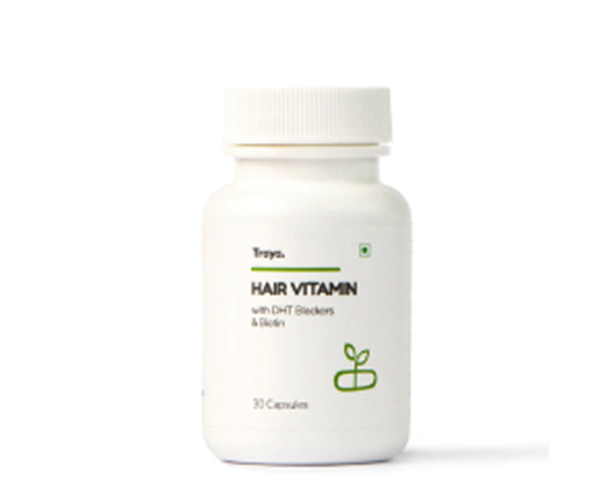 Traya.
HAIR VITAMIN
with DHT Blockers
& Biotin
30 Capsules